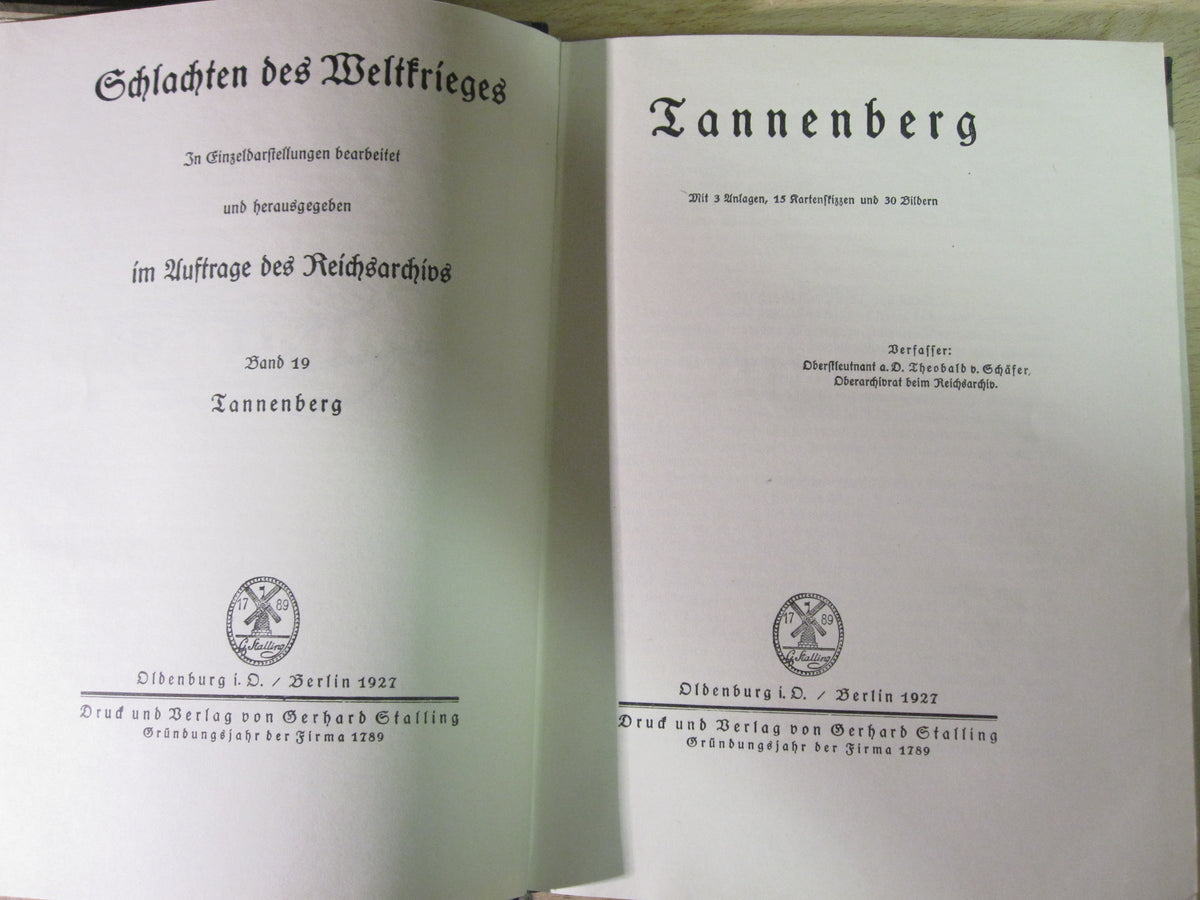 Schlachten des Weltkrieges
In Einzeldarstellungen bearbeitet
und herausgegeben
im Auftrage des Reichsarchivs
Band 19
Tannenberg
17 89
G. Stalling
Oldenburg i. O. / Berlin 1927
Druck und Verlag von Gerhard Stalling
Gründungsjahr der Firma 1789
Tannenberg
Mit 3 Anlagen, 15 Kartenskizzen und 30 Bildern
Verfasser:
Oberstleutnant a. D. Theobald v. Schäfer,
Oberarchivrat beim Reichsarchiv.
17 89
G. Stalling
Oldenburg i. O. / Berlin 1927
Druck und Verlag von Gerhard Stalling
Gründungsjahr der Firma 1789